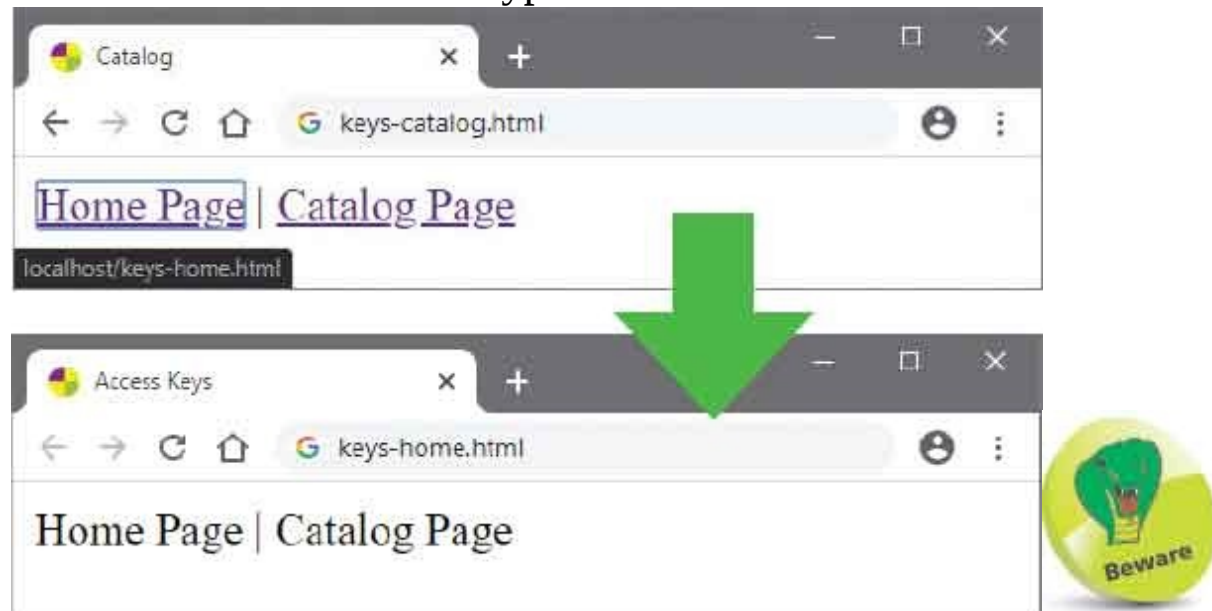 yp
Catalog
keys-catalog.html
Home Page | Catalog Page
localhost/keys-home.html
Access Keys
keys-home.html
Home Page | Catalog Page
Beware